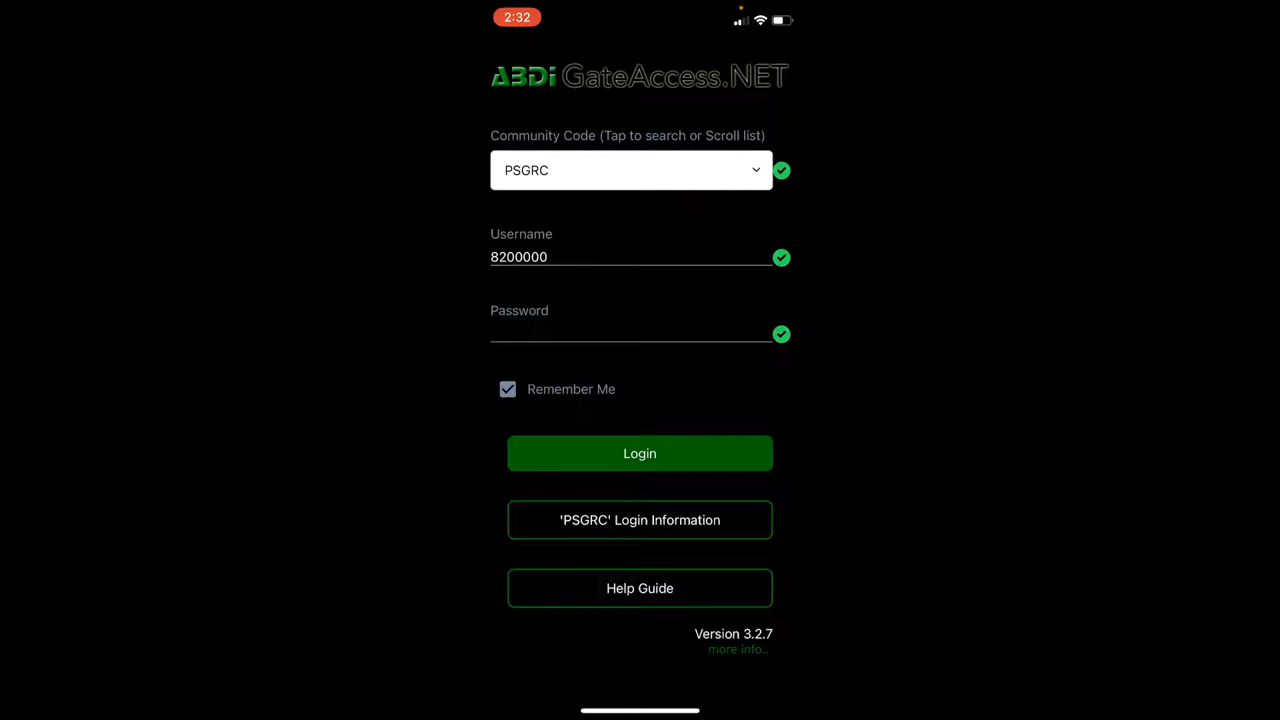 2:32
ABDi GateAccess.NET
Community Code (Tap to search or Scroll list)
PSGRC
Username
8200000
Password
Remember Me
Login
'PSGRC' Login Information
Help Guide
Version 3.2.7
more info..